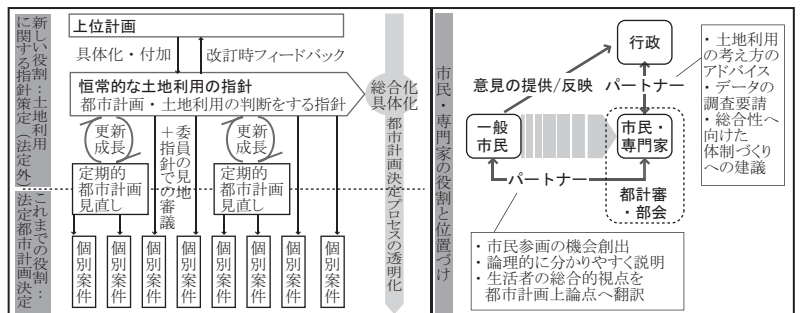 新しい役割：土地利用
に関する指針策定（法定外）
これまでの役割：
法定都市計画決定
上位計画
具体化・付加
改訂時フィードバック
恒常的な土地利用の指針
都市計画・土地利用の判断をする指針
総合化
具体化
更新
成長
定期的
都市計画
見直し
委員の見地
＋指針での審議
更新
成長
定期的
都市計画
見直し
個別案件
個別案件
個別案件
個別案件
個別案件
個別案件
個別案件
個別案件
都市計画決定プロセスの透明化
市民・専門家の役割と位置づけ
行政
意見の提供/反映
パートナー
一般
市民
市民・
専門家
パートナー
都計審
・部会
・土地利用
の考え方の
アドバイス
・データの
調査要請
・総合性へ
向けた
体制づくり
への建議
・市民参画の機会創出
・論理的に分かりやすく説明
・生活者の総合的視点を
都市計画上論点へ翻訳